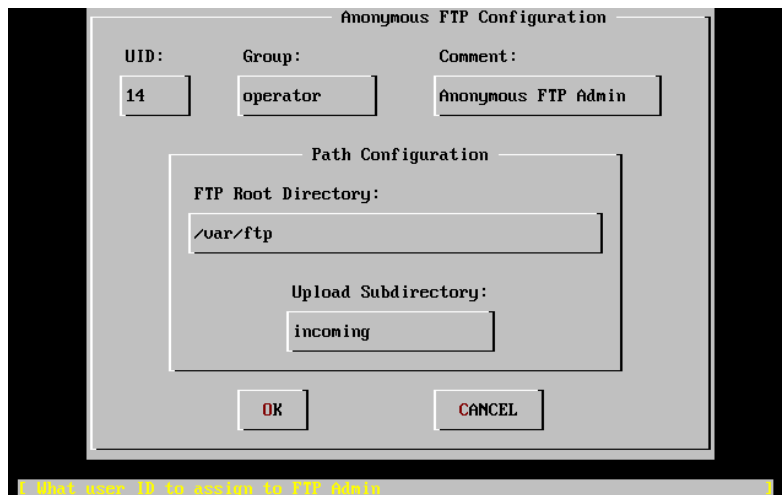 Anonymous FTP Configuration
UID: Group: Comment:
14 operator Anonymous FTP Admin
Path Configuration
FTP Root Directory:
/var/ftp
Upload Subdirectory:
incoming
OK CANCEL
[ What user ID to assign to FTP Admin ]